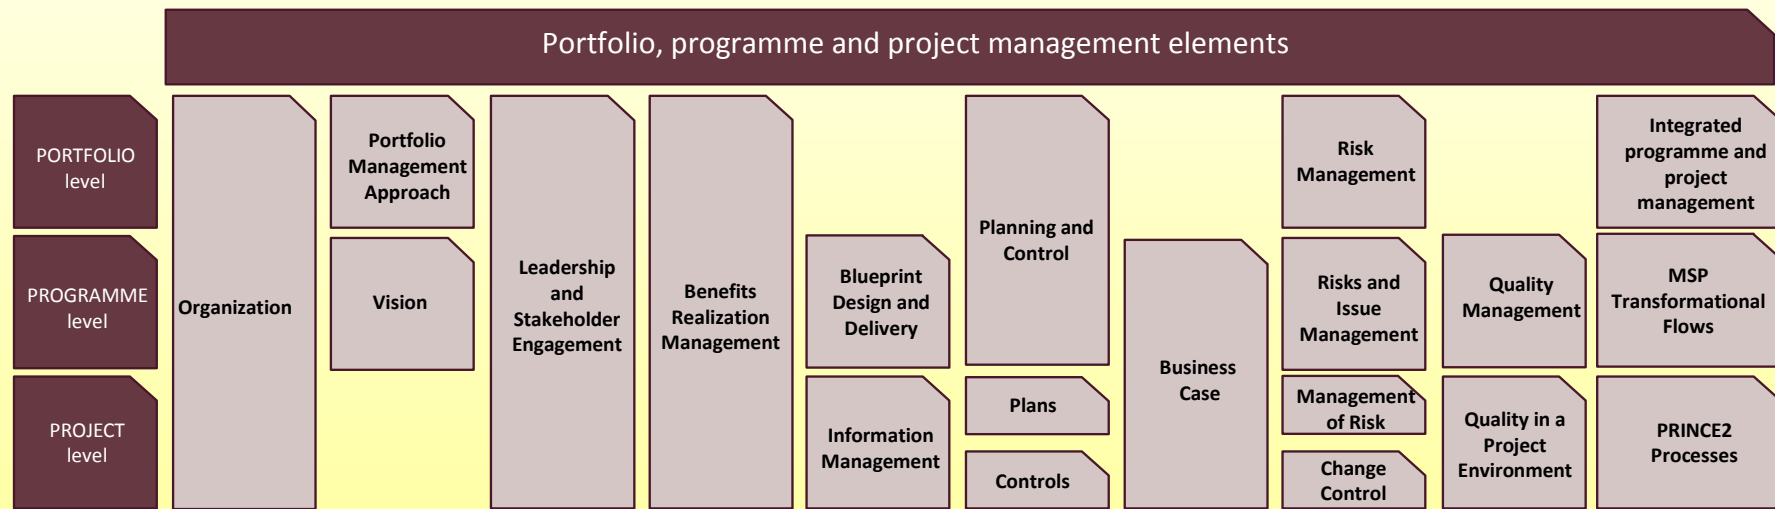 Portfolio, programme and project management elements
PORTFOLIO
level
PROGRAMME
level
PROJECT
level
Organization
Portfolio
Management
Approach
Vision
Leadership
and
Stakeholder
Engagement
Benefits
Realization
Management
Blueprint
Design and
Delivery
Information
Management
Planning and
Control
Plans
Controls
Business
Case
Risk
Management
Risks and
Issue
Management
Management
of Risk
Change
Control
Quality
Management
Quality in a
Project
Environment
Integrated
programme and
project
management
MSP
Transformational
Flows
PRINCE2
Processes